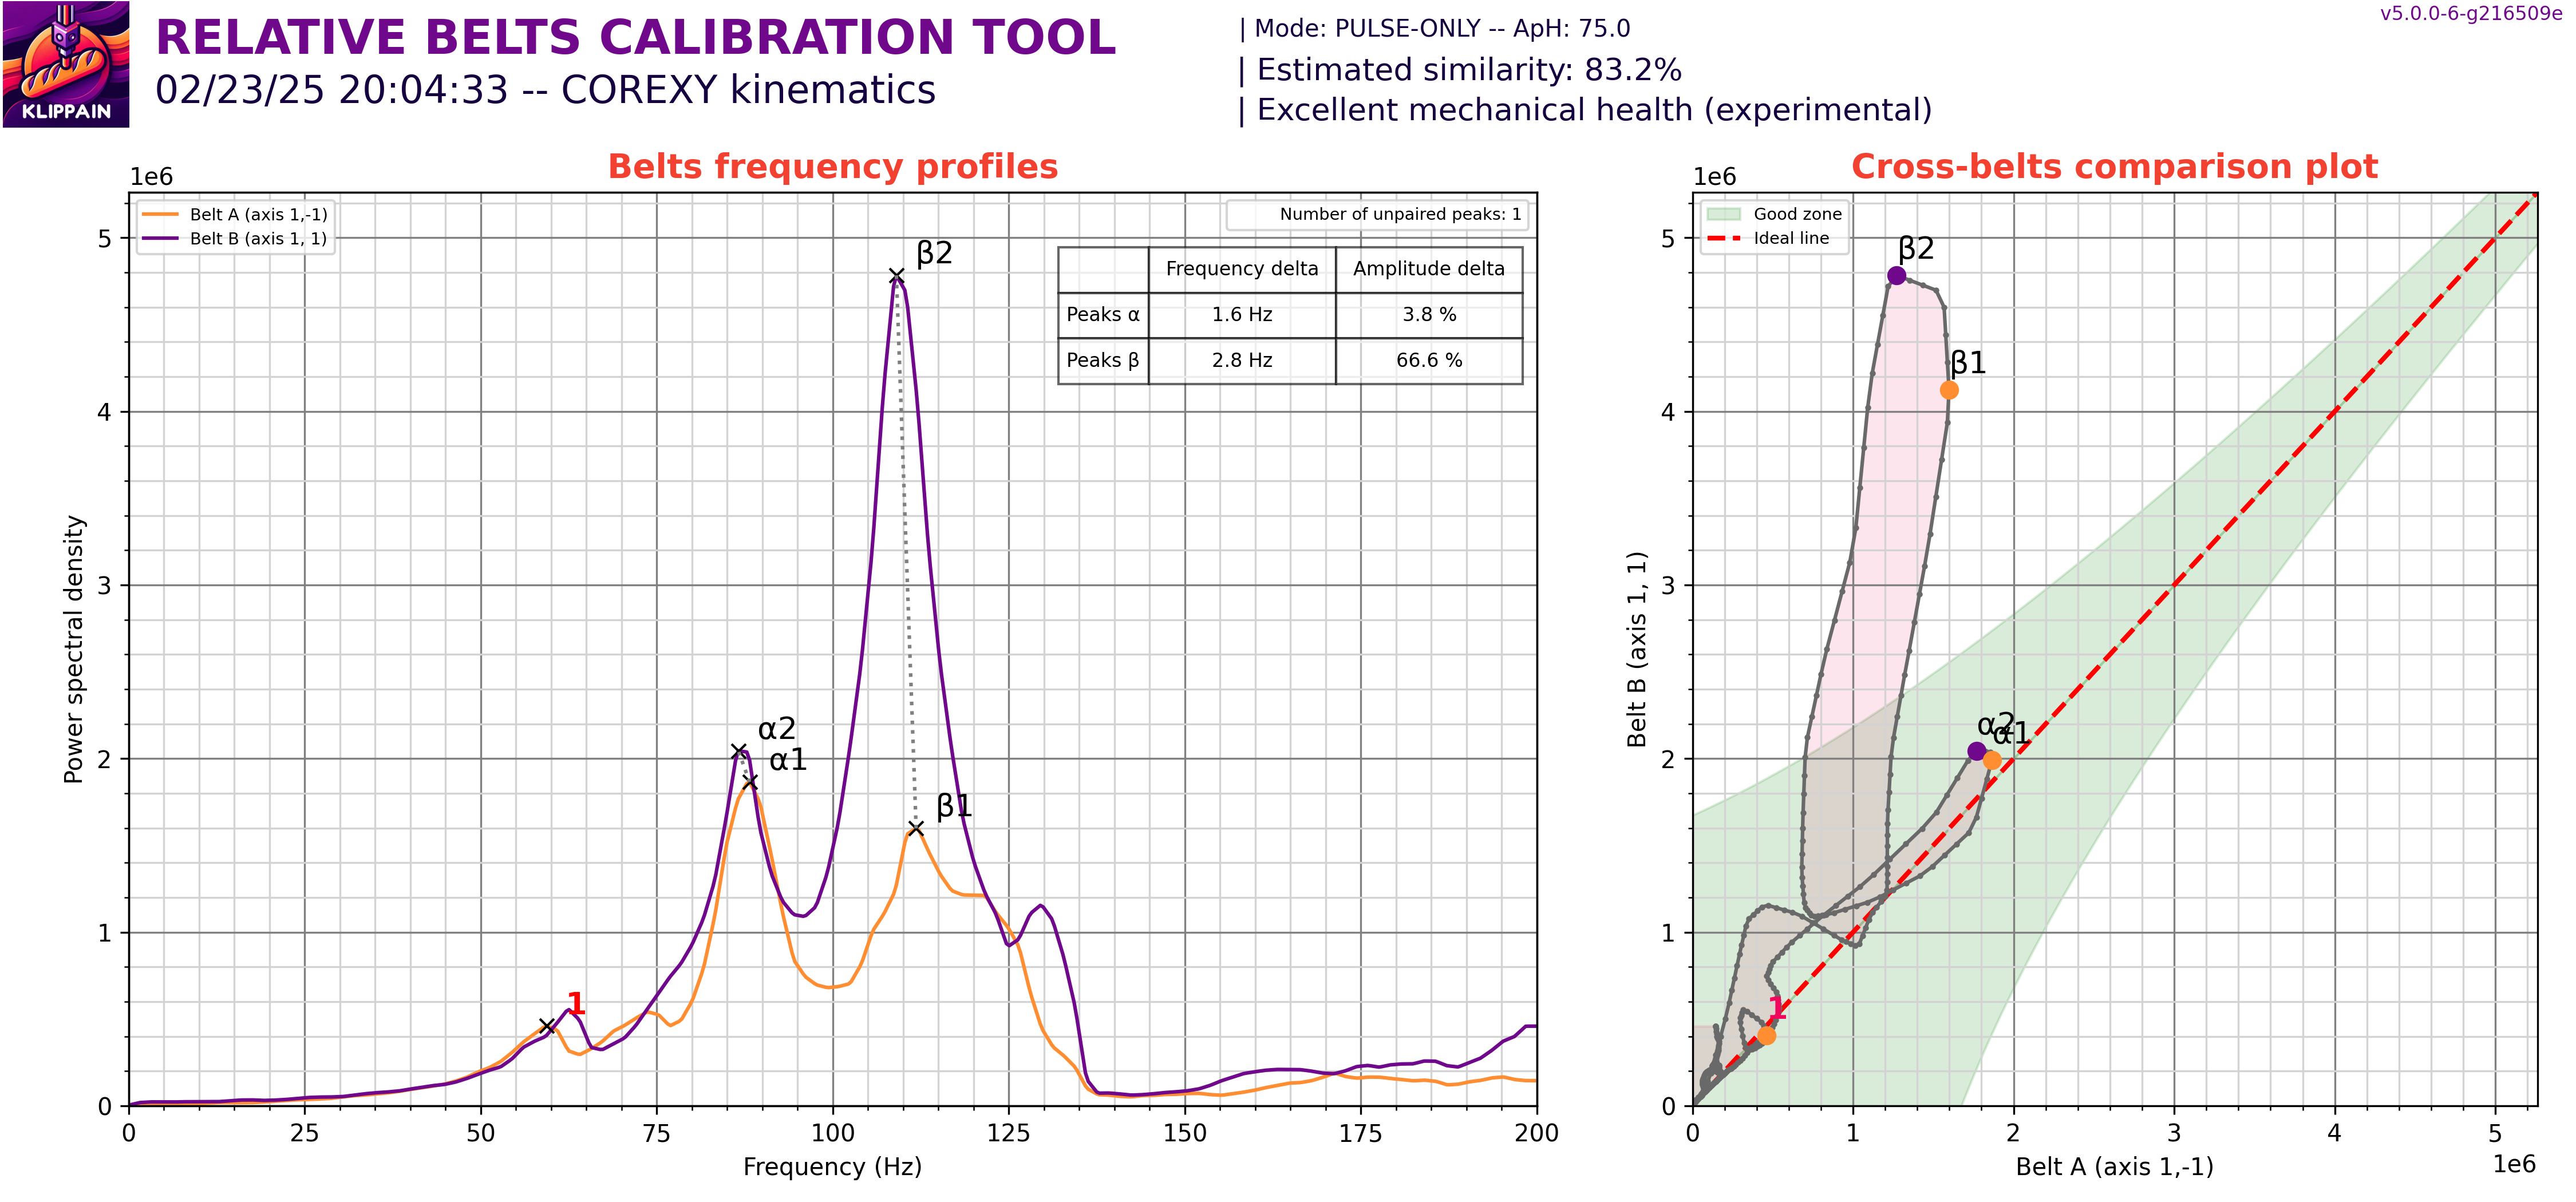 KLIPPAIN
RELATIVE BELTS CALIBRATION TOOL
02/23/25 20:04:33 -- COREXY kinematics
| Mode: PULSE-ONLY -- ApH: 75.0
| Estimated similarity: 83.2%
| Excellent mechanical health (experimental)
v5.0.0-6-g216509e
Belts frequency profiles
1e6
Belt A (axis 1,-1)
Belt B (axis 1, 1)
Number of unpaired peaks: 1
Frequency delta Amplitude delta
Peaks α 1.6 Hz 3.8 %
Peaks β 2.8 Hz 66.6 %
β2
α2
α1
β1
1
5
4
3
2
1
0
Power spectral density
0 25 50 75 100 125 150 175 200
Frequency (Hz)
Cross-belts comparison plot
1e6
Good zone
Ideal line
β2
β1
α2
α1
1
5
4
3
2
1
0
Belt B (axis 1, 1)
0 1 2 3 4 5
1e6
Belt A (axis 1,-1)